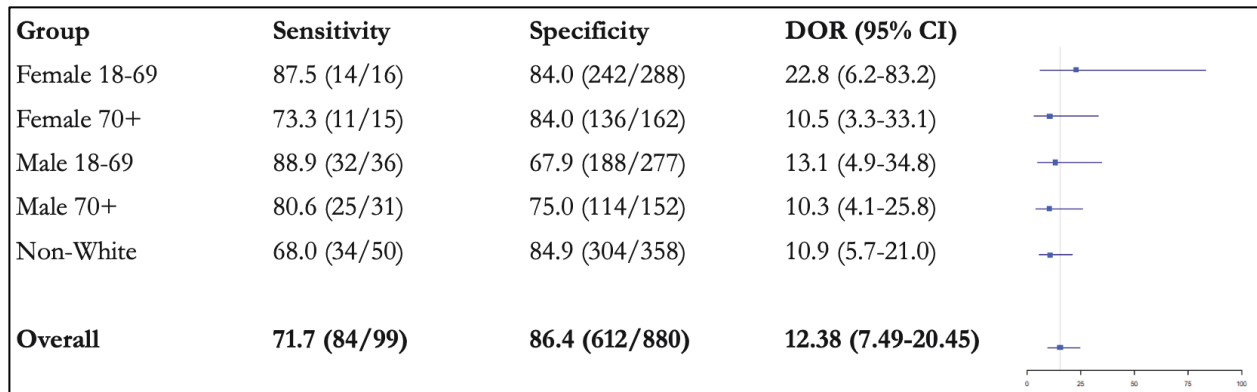 Group Sensitivity Specificity DOR (95% CI)
Female 18-69 87.5 (14/16) 84.0 (242/288) 22.8 (6.2-83.2)
Female 70+ 73.3 (11/15) 84.0 (136/162) 10.5 (3.3-33.1)
Male 18-69 88.9 (32/36) 67.9 (188/277) 13.1 (4.9-34.8)
Male 70+ 80.6 (25/31) 75.0 (114/152) 10.3 (4.1-25.8)
Non-White 68.0 (34/50) 84.9 (304/358) 10.9 (5.7-21.0)
Overall 71.7 (84/99) 86.4 (612/880) 12.38 (7.49-20.45)
0 25 50 75 100